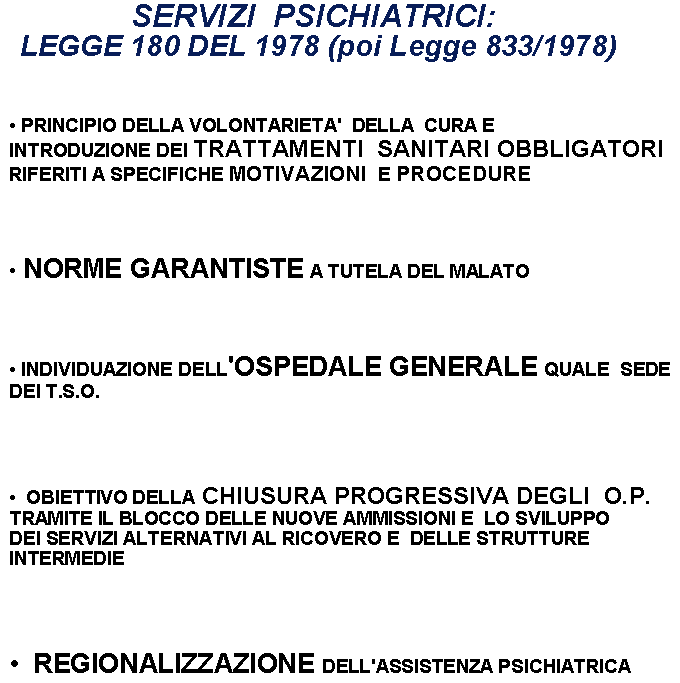 SERVIZI PSICHIATRICI:
LEGGE 180 DEL 1978 (poi Legge 833/1978)
• PRINCIPIO DELLA VOLONTARIETA' DELLA CURA E
INTRODUZIONE DEI TRATTAMENTI SANITARI OBBLIGATORI
RIFERITI A SPECIFICHE MOTIVAZIONI E PROCEDURE
• NORME GARANTISTE A TUTELA DEL MALATO
• INDIVIDUAZIONE DELL'OSPEDALE GENERALE QUALE SEDE
DEI T.S.O.
• OBIETTIVO DELLA CHIUSURA PROGRESSIVA DEGLI O.P.
TRAMITE IL BLOCCO DELLE NUOVE AMMISSIONI E LO SVILUPPO
DEI SERVIZI ALTERNATIVI AL RICOVERO E DELLE STRUTTURE
INTERMEDIE
• REGIONALIZZAZIONE DELL'ASSISTENZA PSICHIATRICA